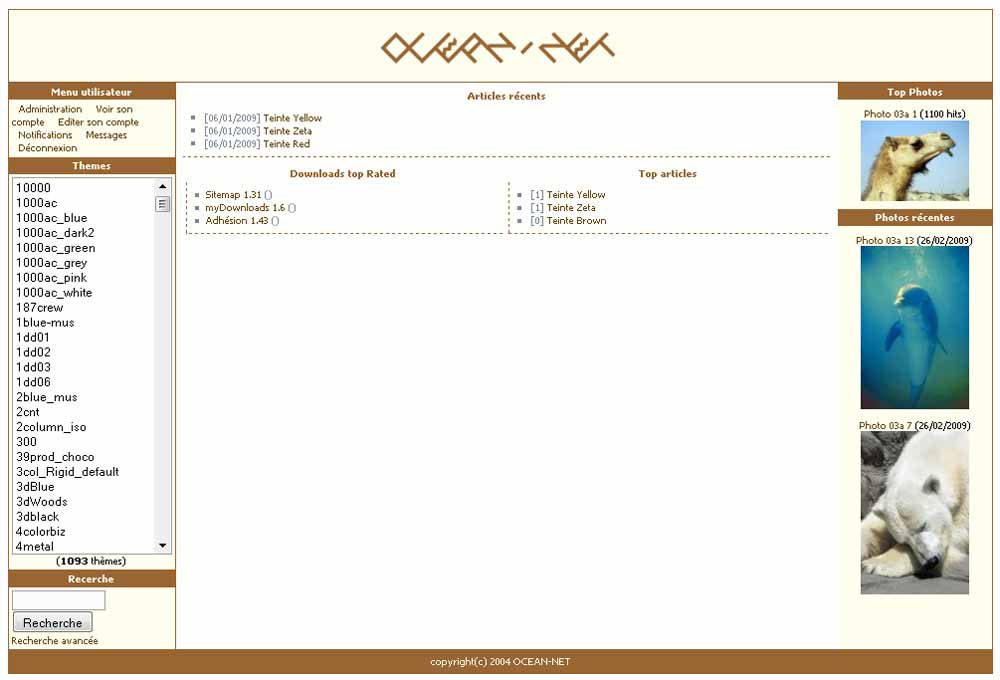 OCEAN-NET
Menu utilisateur
Administration Voir son
compte Editer son compte
Notifications Messages
Déconnexion
Themes
10000
1000ac
1000ac_blue
1000ac_dark2
1000ac_green
1000ac_grey
1000ac_pink
1000ac_white
187crew
1blue-mus
1dd01
1dd02
1dd03
1dd06
2blue_mus
2cnt
2column_iso
300
39prod_choco
3col_Rigid_default
3dBlue
3dWoods
3dblack
4colorbiz
4metal
(1093 thèmes)
Recerche
Recherche
Recherche avancée
Articles récents
[06/01/2009] Teinte Yellow
[06/01/2009] Teinte Zeta
[06/01/2009] Teinte Red
Downloads top Rated
Sitemap 1.31 ()
myDownloads 1.6 ()
Adhésion 1.43 ()
Top articles
[1] Teinte Yellow
[1] Teinte Zeta
[0] Teinte Brown
Top Photos
Photo 03a 1 (1100 hits)
Photos récentes
Photo 03a 13 (26/02/2009)
Photo 03a 7 (26/02/2009)
copyright(c) 2004 OCEAN-NET